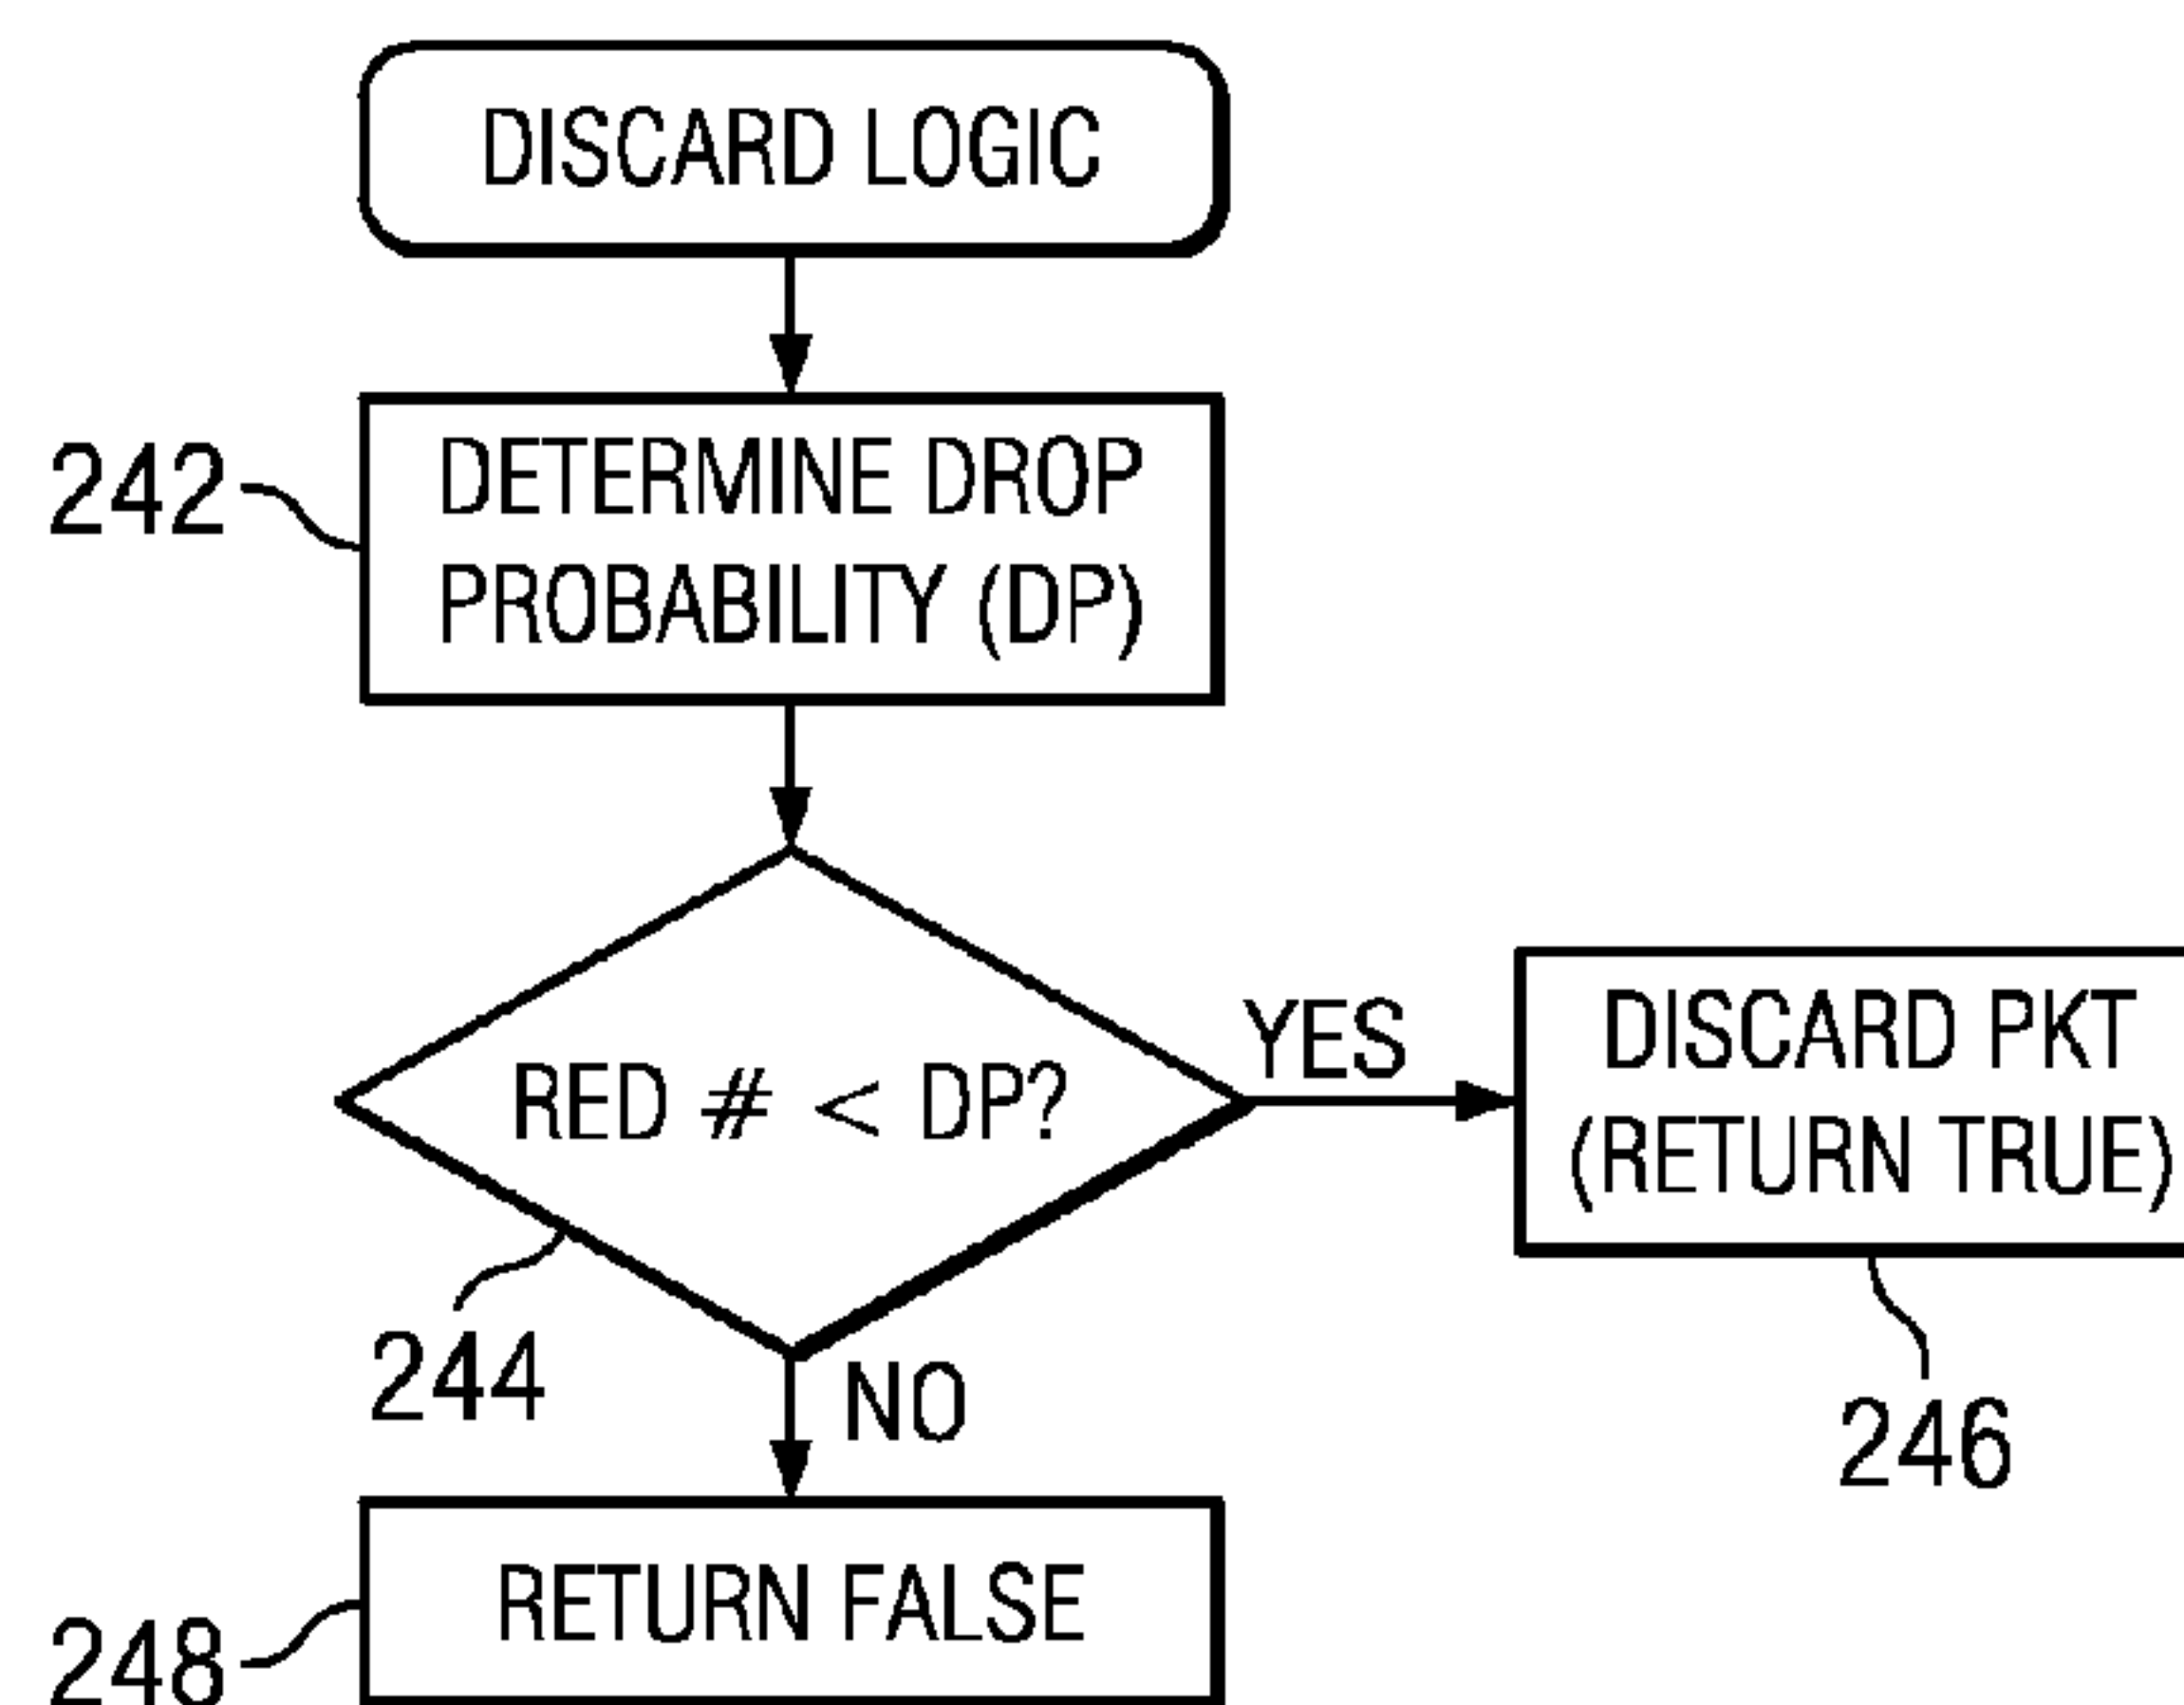 DISCARD LOGIC
242
DETERMINE DROP
PROBABILITY (DP)
RED # < DP?
YES
DISCARD PKT
(RETURN TRUE)
244
NO
246
RETURN FALSE
248